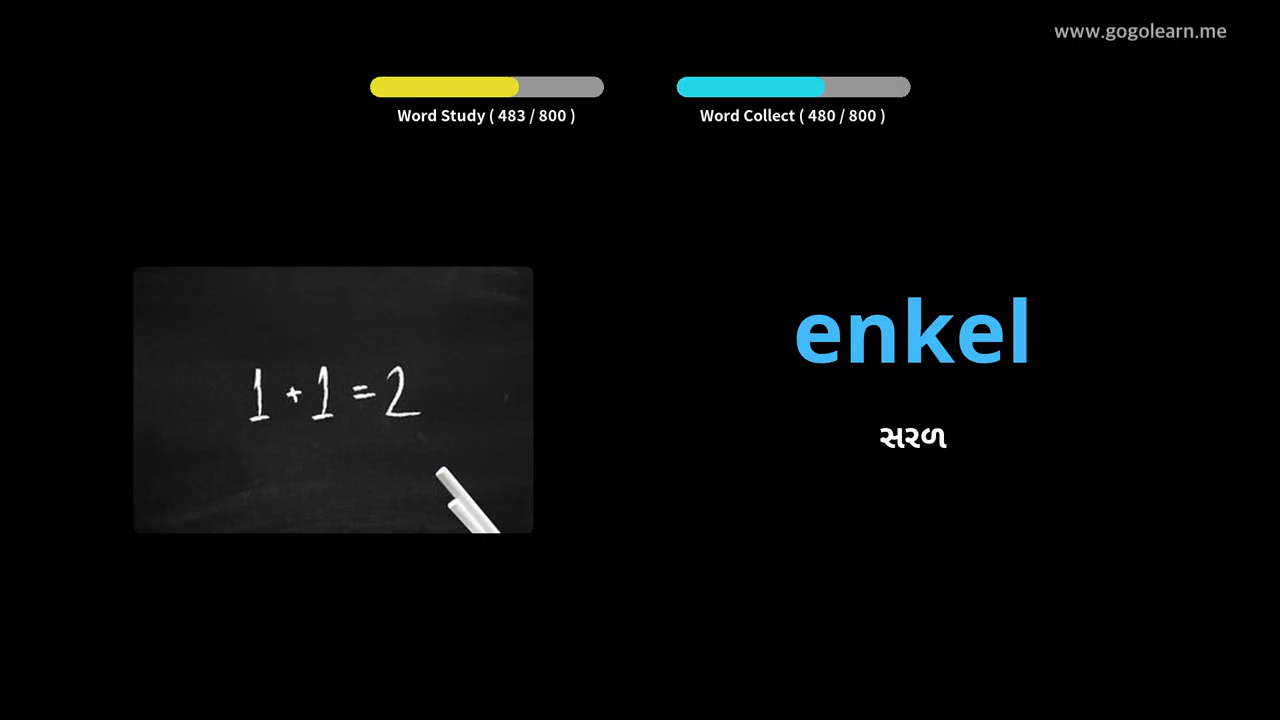 www.gogolearn.me
Word Study ( 483 / 800 )
Word Collect ( 480 / 800 )
1 + 1 = 2
enkel
સરળ